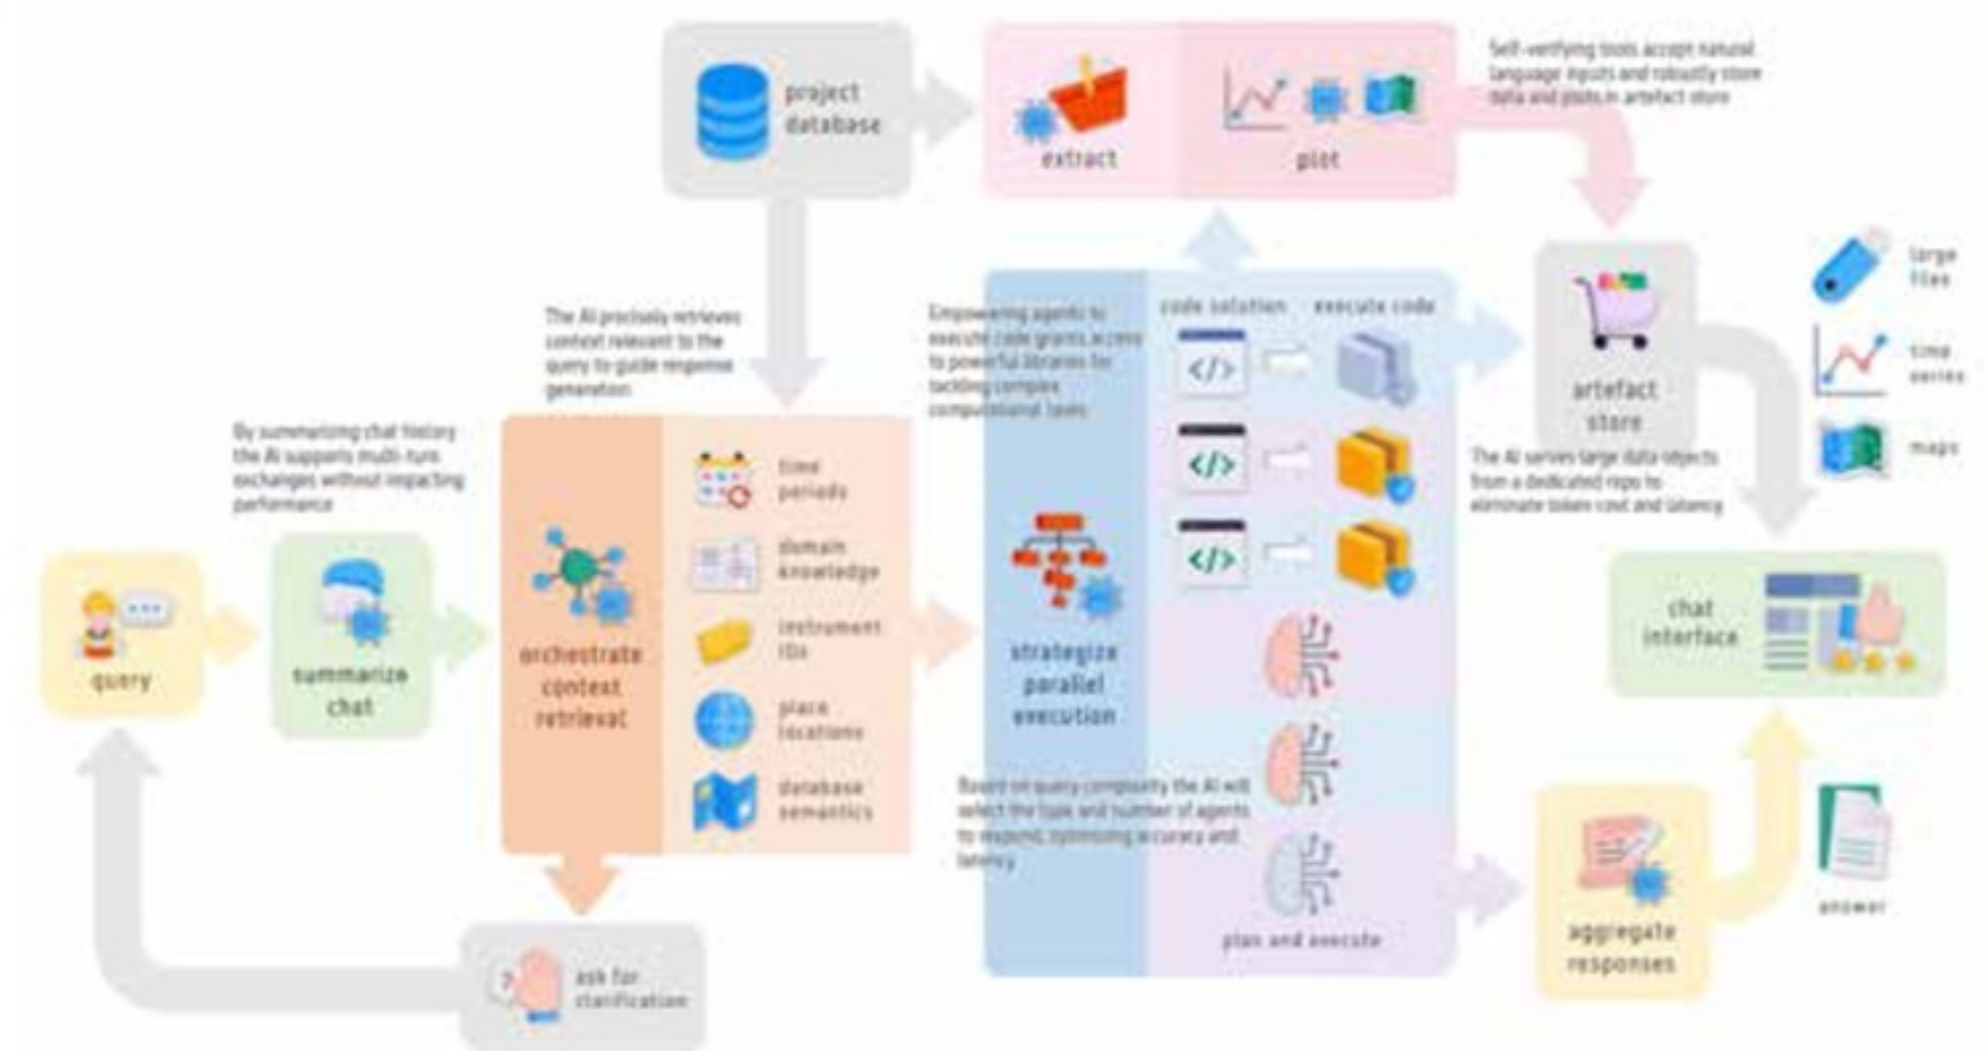 project
database
extract
plot
Self-verifying tools accept natural
language inputs and robustly store
data and plots in artefact store
large
files
time
series
maps
artefact
store
The AI serves large data objects
from a dedicated repo to
eliminate token cost and latency
The AI precisely retrieves
context relevant to the
query to guide response
generation
Empowering agents to
execute code grants access
to powerful libraries for
tackling complex
computational tasks
code solution
execute code
By summarizing chat history
the AI supports multi-turn
exchanges without impacting
performance
query
summarize
chat
orchestrate
context
retrieval
time
periods
domain
knowledge
instrument
IDs
place
locations
database
semantics
strategize
parallel
execution
Based on query complexity the AI will
select the type and number of agents
to respond, optimising accuracy and
latency
plan and execute
chat
interface
aggregate
responses
answer
ask for
clarification
?